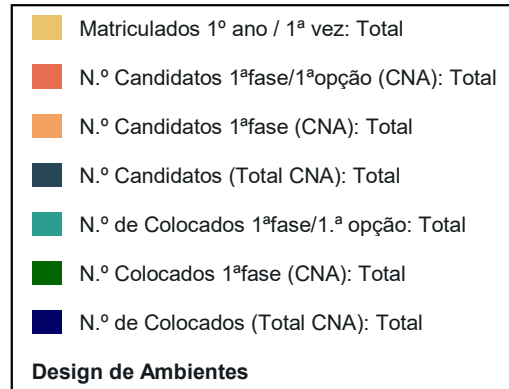 Matriculados 1º ano / 1ª vez: Total
N.º Candidatos 1ªfase/1ªopção (CNA): Total
N.º Candidatos 1ªfase (CNA): Total
N.º Candidatos (Total CNA): Total
N.º de Colocados 1ªfase/1.ª opção: Total
N.º Colocados 1ªfase (CNA): Total
N.º de Colocados (Total CNA): Total
Design de Ambientes